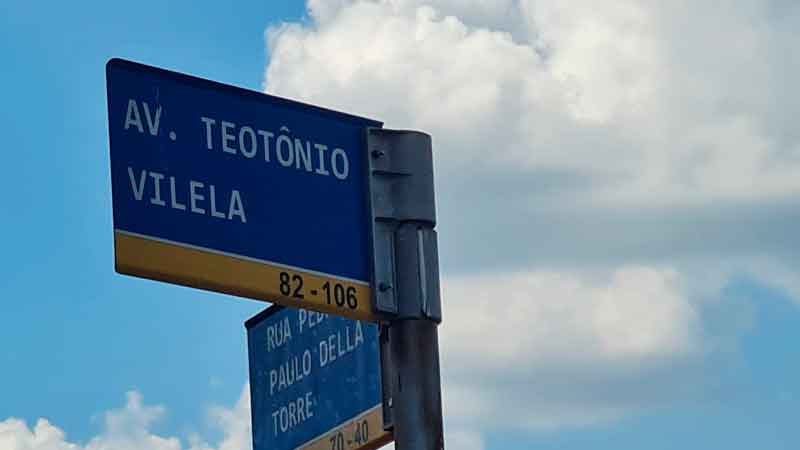 AV. TEOTÔNIO
VILELA
82 - 106
RUA
PAULO DELLA
TORRE
70 - 40